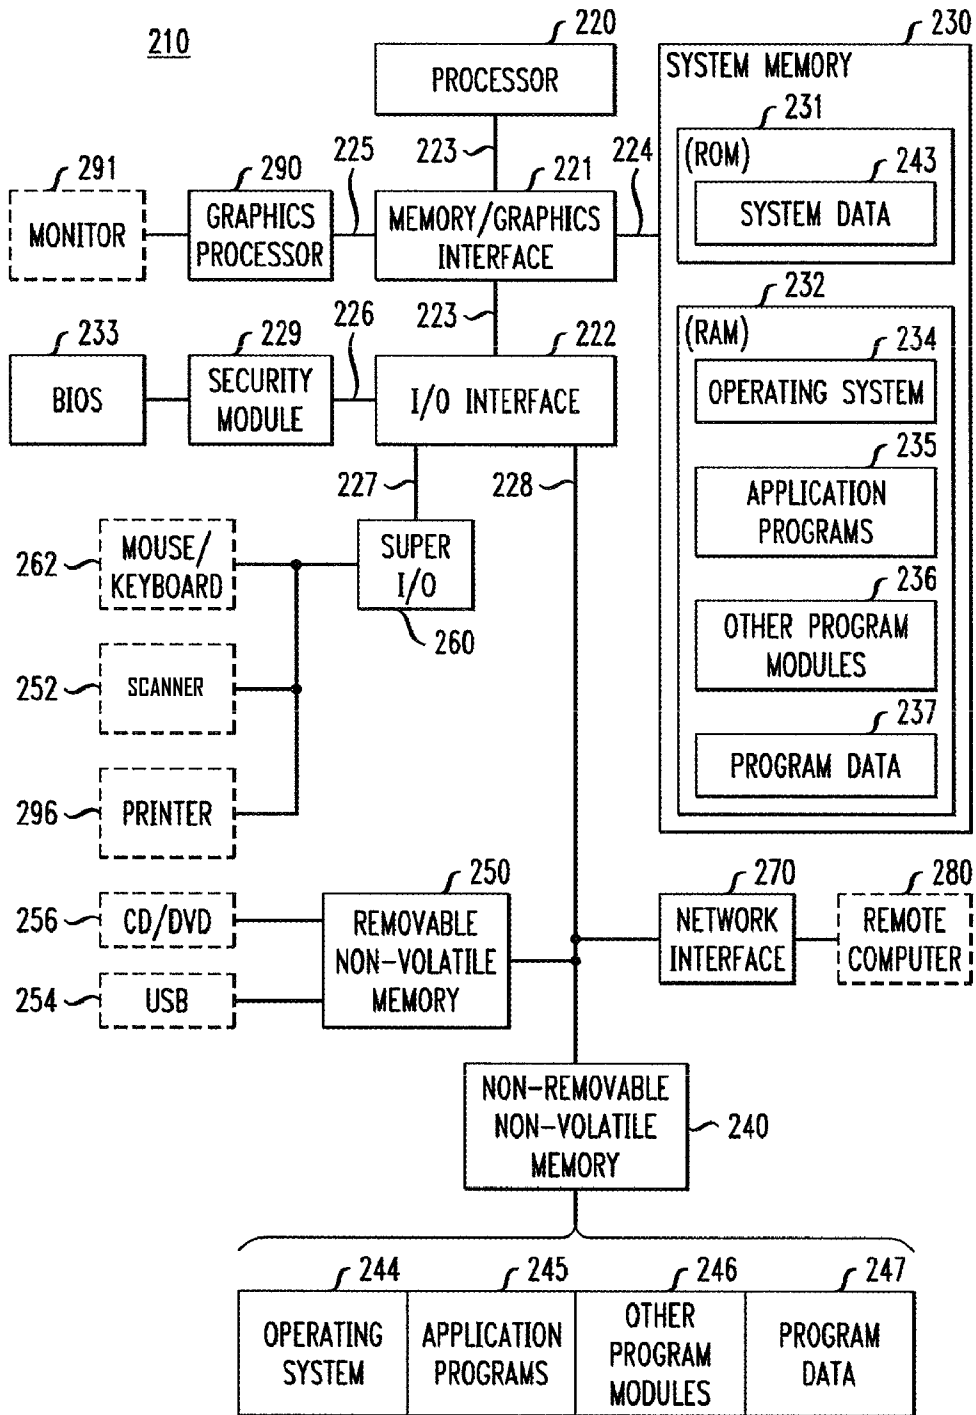 210
220
PROCESSOR
223
230
SYSTEM MEMORY
231
(ROM)
243
SYSTEM DATA
291
MONITOR
290
GRAPHICS
PROCESSOR
225
221
MEMORY/GRAPHICS
INTERFACE
224
223
232
(RAM)
234
OPERATING SYSTEM
235
APPLICATION
PROGRAMS
236
OTHER PROGRAM
MODULES
237
PROGRAM DATA
233
BIOS
229
SECURITY
MODULE
226
222
I/O INTERFACE
227
228
262
MOUSE/
KEYBOARD
SUPER
I/O
260
252
SCANNER
296
PRINTER
256
CD/DVD
254
USB
250
REMOVABLE
NON-VOLATILE
MEMORY
270
NETWORK
INTERFACE
280
REMOTE
COMPUTER
NON-REMOVABLE
NON-VOLATILE
MEMORY
240
244
OPERATING
SYSTEM
245
APPLICATION
PROGRAMS
246
OTHER
PROGRAM
MODULES
247
PROGRAM
DATA